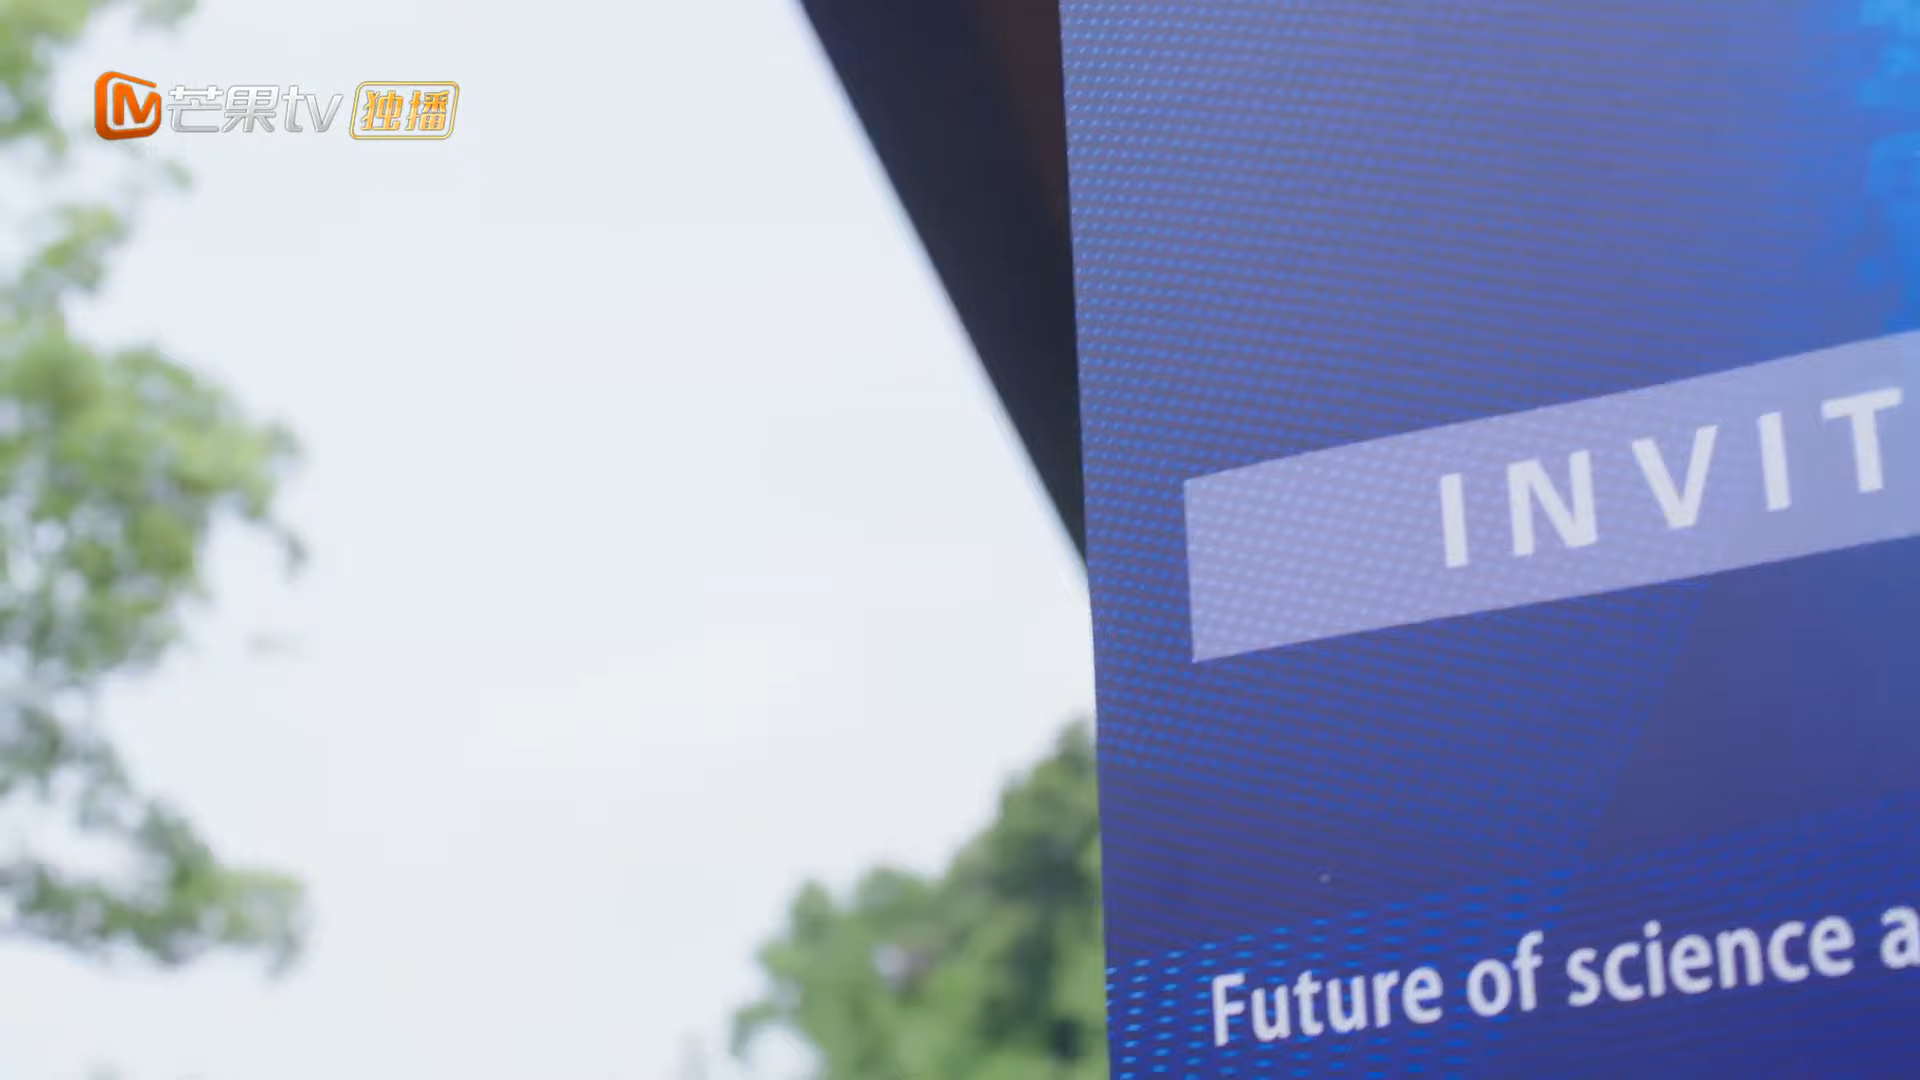 芒果tv 独播
INVIT
Future of science a